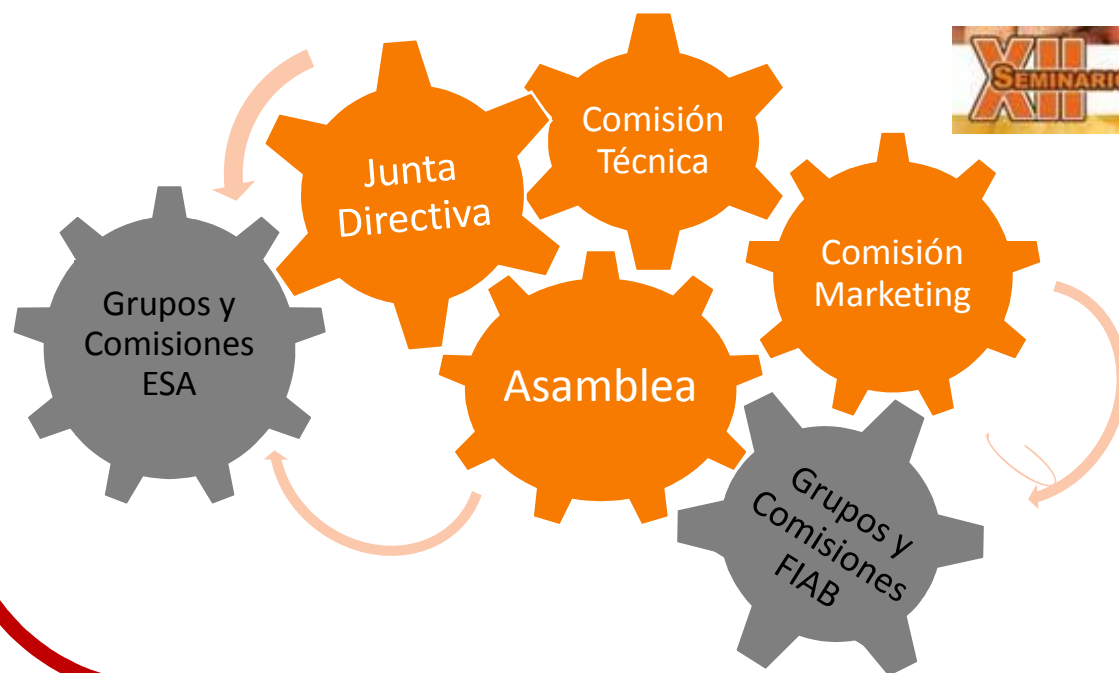 XII
SEMINARIO
Comisión
Técnica
Junta
Directiva
Comisión
Marketing
Grupos y
Comisiones
ESA
Asamblea
Grupos y
Comisiones
FIAB